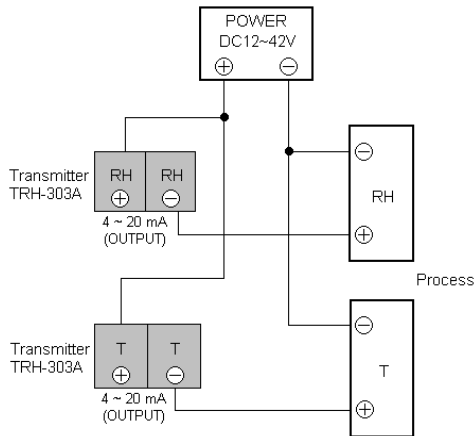 POWER
DC12~42V
+ −
Transmitter
TRH-303A
RH RH
+ −
4 ~ 20 mA
(OUTPUT)
−
RH
+
Process
Transmitter
TRH-303A
T T
+ −
4 ~ 20 mA
(OUTPUT)
−
T
+